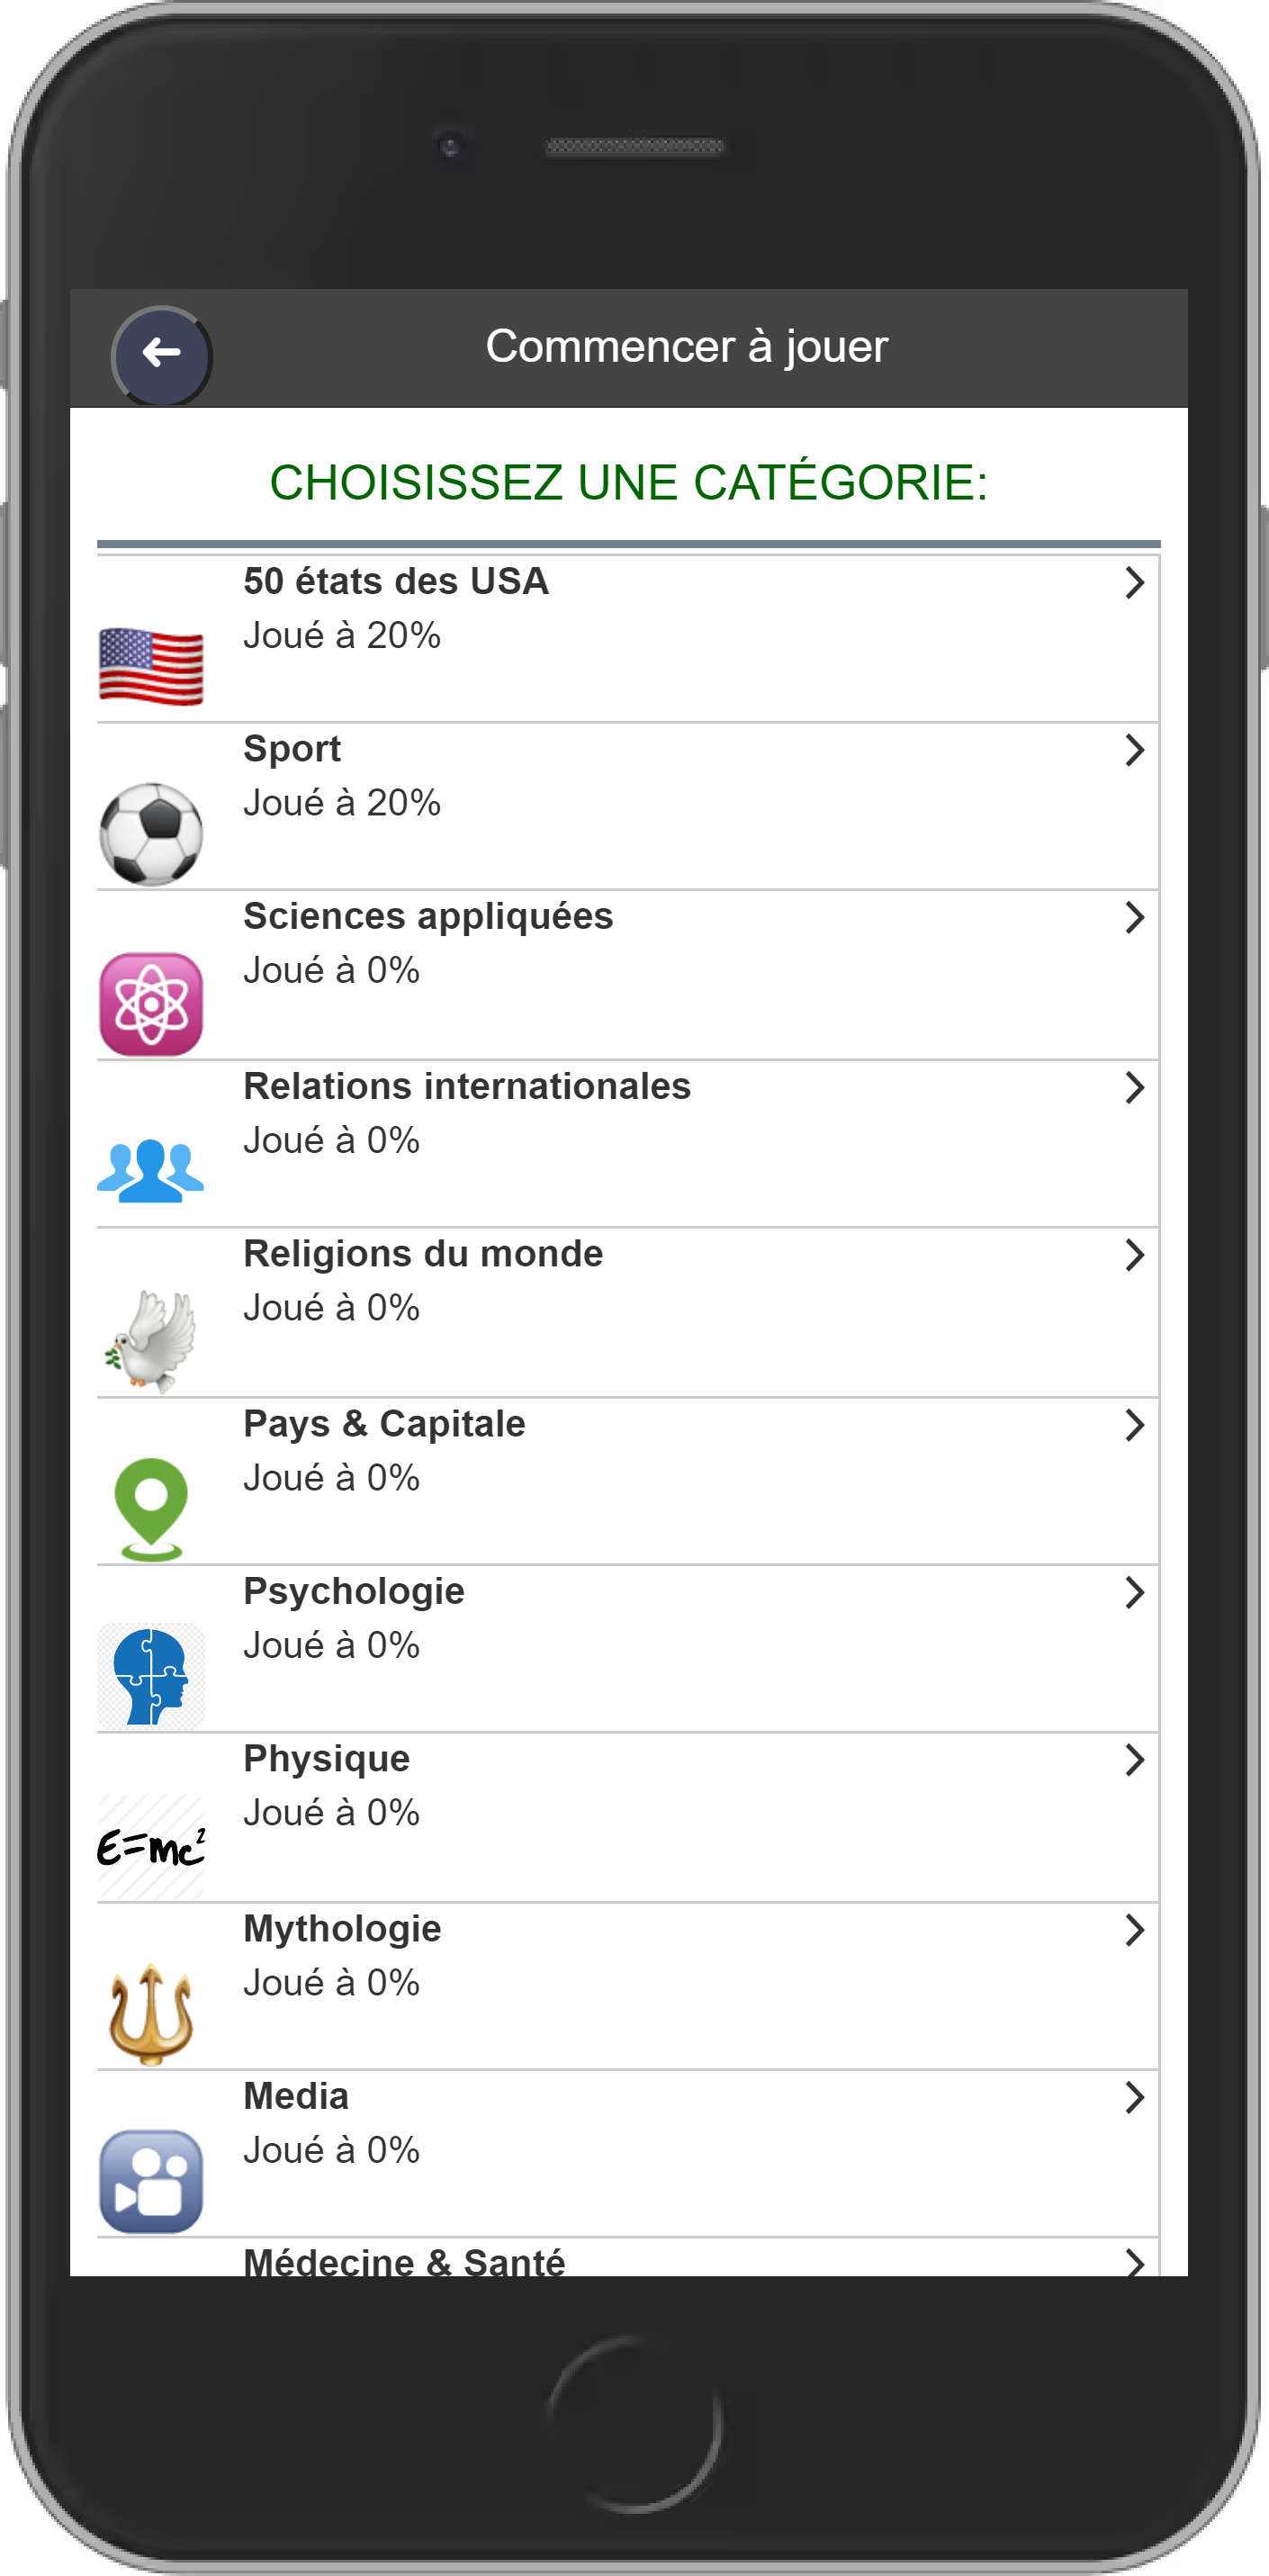 Commencer à jouer
CHOISISSEZ UNE CATÉGORIE:
50 états des USA
Joué à 20%
Sport
Joué à 20%
Sciences appliquées
Joué à 0%
Relations internationales
Joué à 0%
Religions du monde
Joué à 0%
Pays & Capitale
Joué à 0%
Psychologie
Joué à 0%
Physique
Joué à 0%
E=mc²
Mythologie
Joué à 0%
Media
Joué à 0%
Médecine & Santé